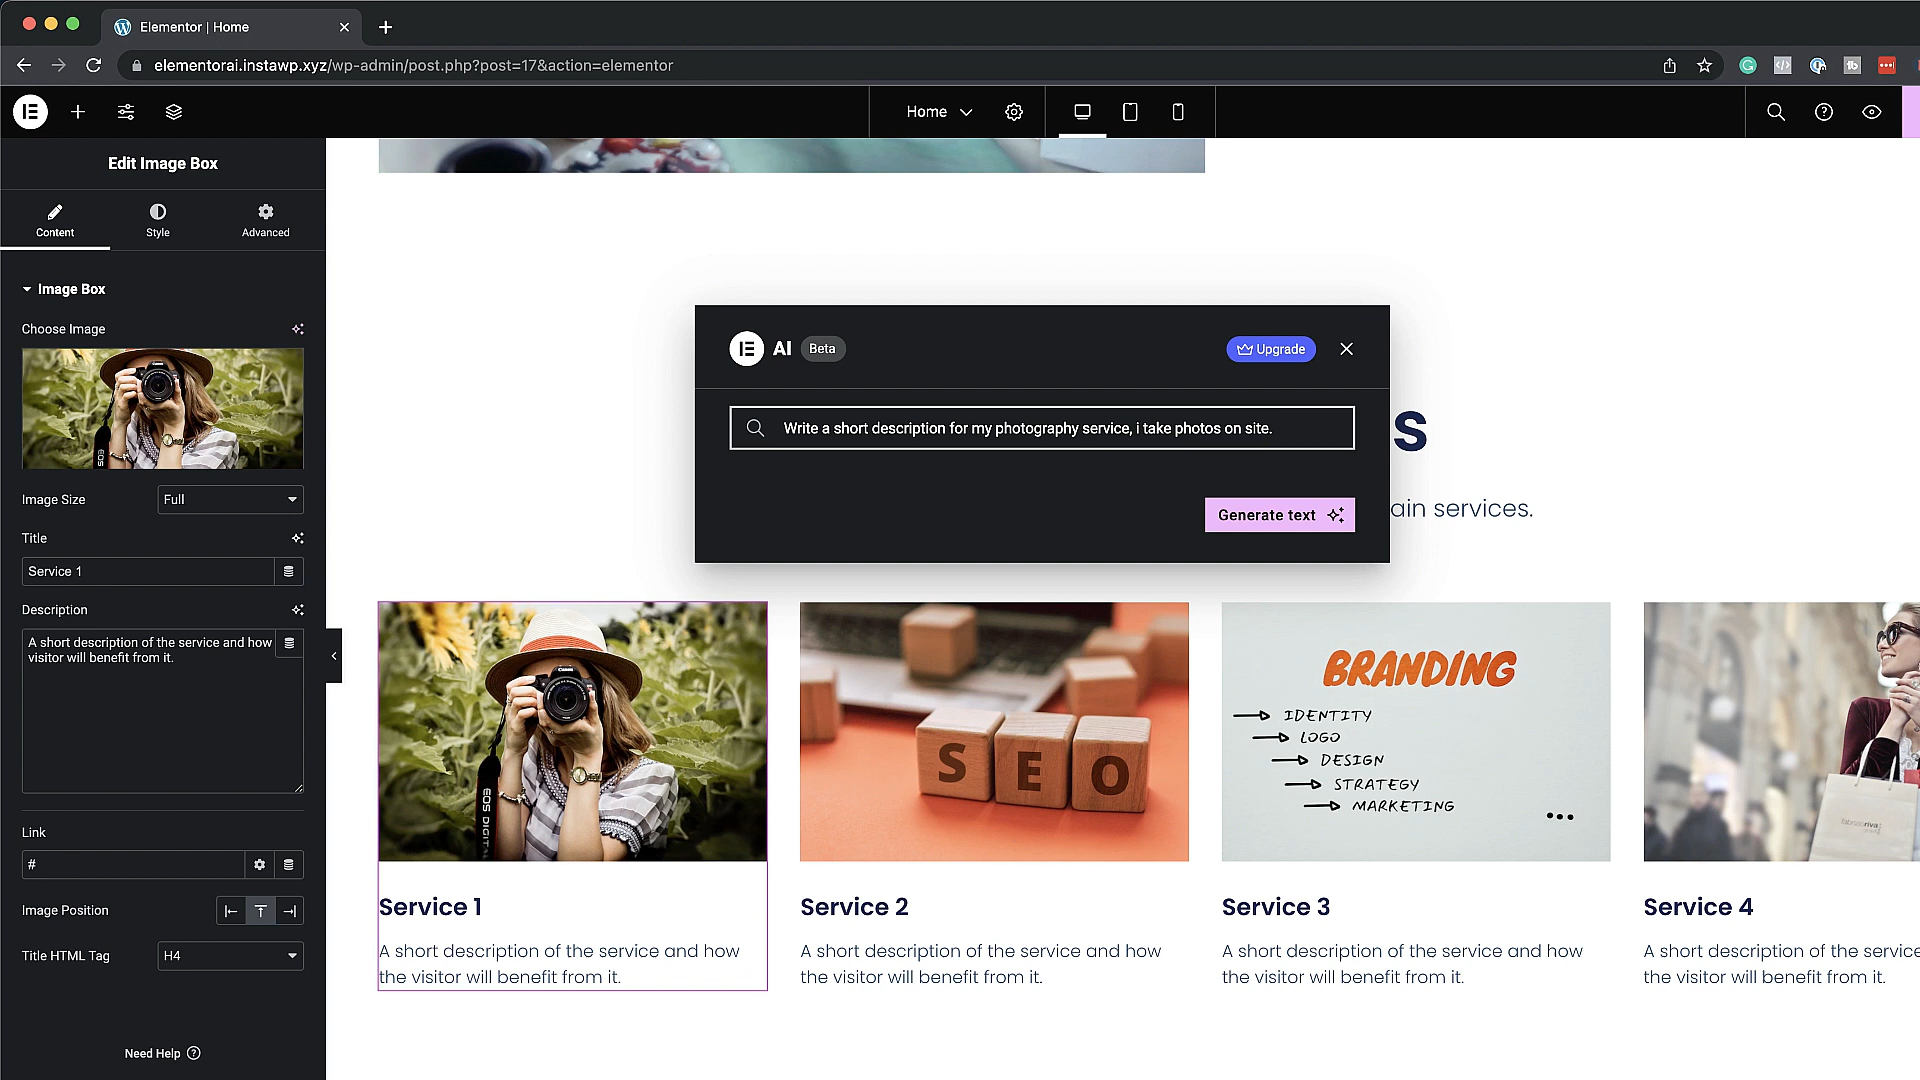 Elementor | Home
elementorai.instawp.xyz/wp-admin/post.php?post=17&action=elementor
Home
Edit Image Box
Content
Style
Advanced
Image Box
Choose Image
EOS
Image Size
Full
Title
Service 1
Description
A short description of the service and how
visitor will benefit from it.
Link
#
Image Position
Title HTML Tag
H4
Need Help
AI
Beta
Upgrade
Write a short description for my photography service, i take photos on site.
Generate text
s
ain services.
Canon
EOS DIGITAL
SEO
BRANDING
IDENTITY
LOGO
DESIGN
STRATEGY
MARKETING
Service 1
A short description of the service and how
the visitor will benefit from it.
Service 2
A short description of the service and how
the visitor will benefit from it.
Service 3
A short description of the service and how
the visitor will benefit from it.
Service 4
A short description of the service
the visitor will benefit from it.